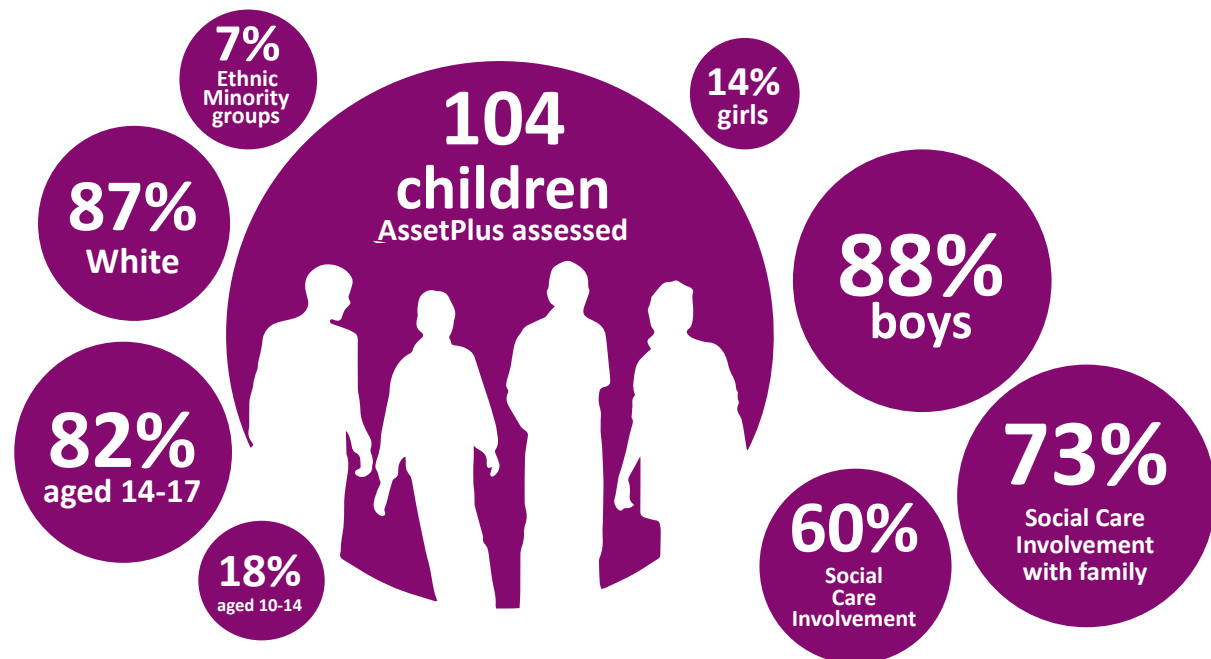 7%
Ethnic
Minority
groups
104
children
AssetPlus assessed
14%
girls
87%
White
88%
boys
82%
aged 14-17
73%
Social Care
Involvement
with family
60%
Social
Care
Involvement
18%
aged 10-14